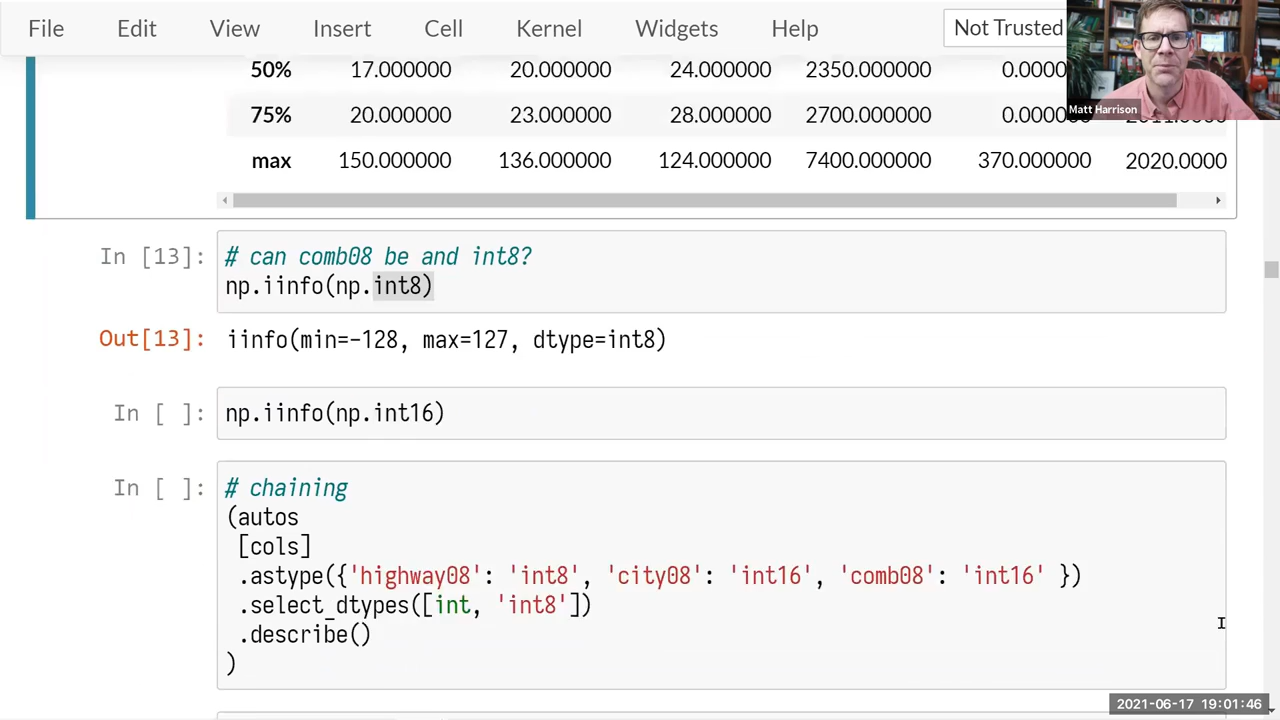 File Edit View Insert Cell Kernel Widgets Help Not Trusted
Matt Harrison
50% 17.000000 20.000000 24.000000 2350.000000 0.0000
75% 20.000000 23.000000 28.000000 2700.000000 0.0000
max 150.000000 136.000000 124.000000 7400.000000 370.000000 2020.0000
In [13]: # can comb08 be and int8?
np.iinfo(np.int8)
Out[13]: iinfo(min=-128, max=127, dtype=int8)
In [ ]: np.iinfo(np.int16)
In [ ]: # chaining
(autos
[cols]
.astype({'highway08': 'int8', 'city08': 'int16', 'comb08': 'int16' })
.select_dtypes([int, 'int8'])
.describe()
)
2021-06-17 19:01:46